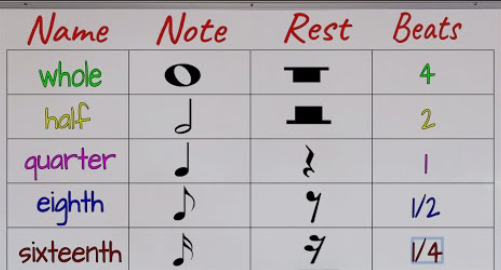 Name Note Rest Beats
whole 4
half 2
quarter 1
eighth 1/2
sixteenth 1/4